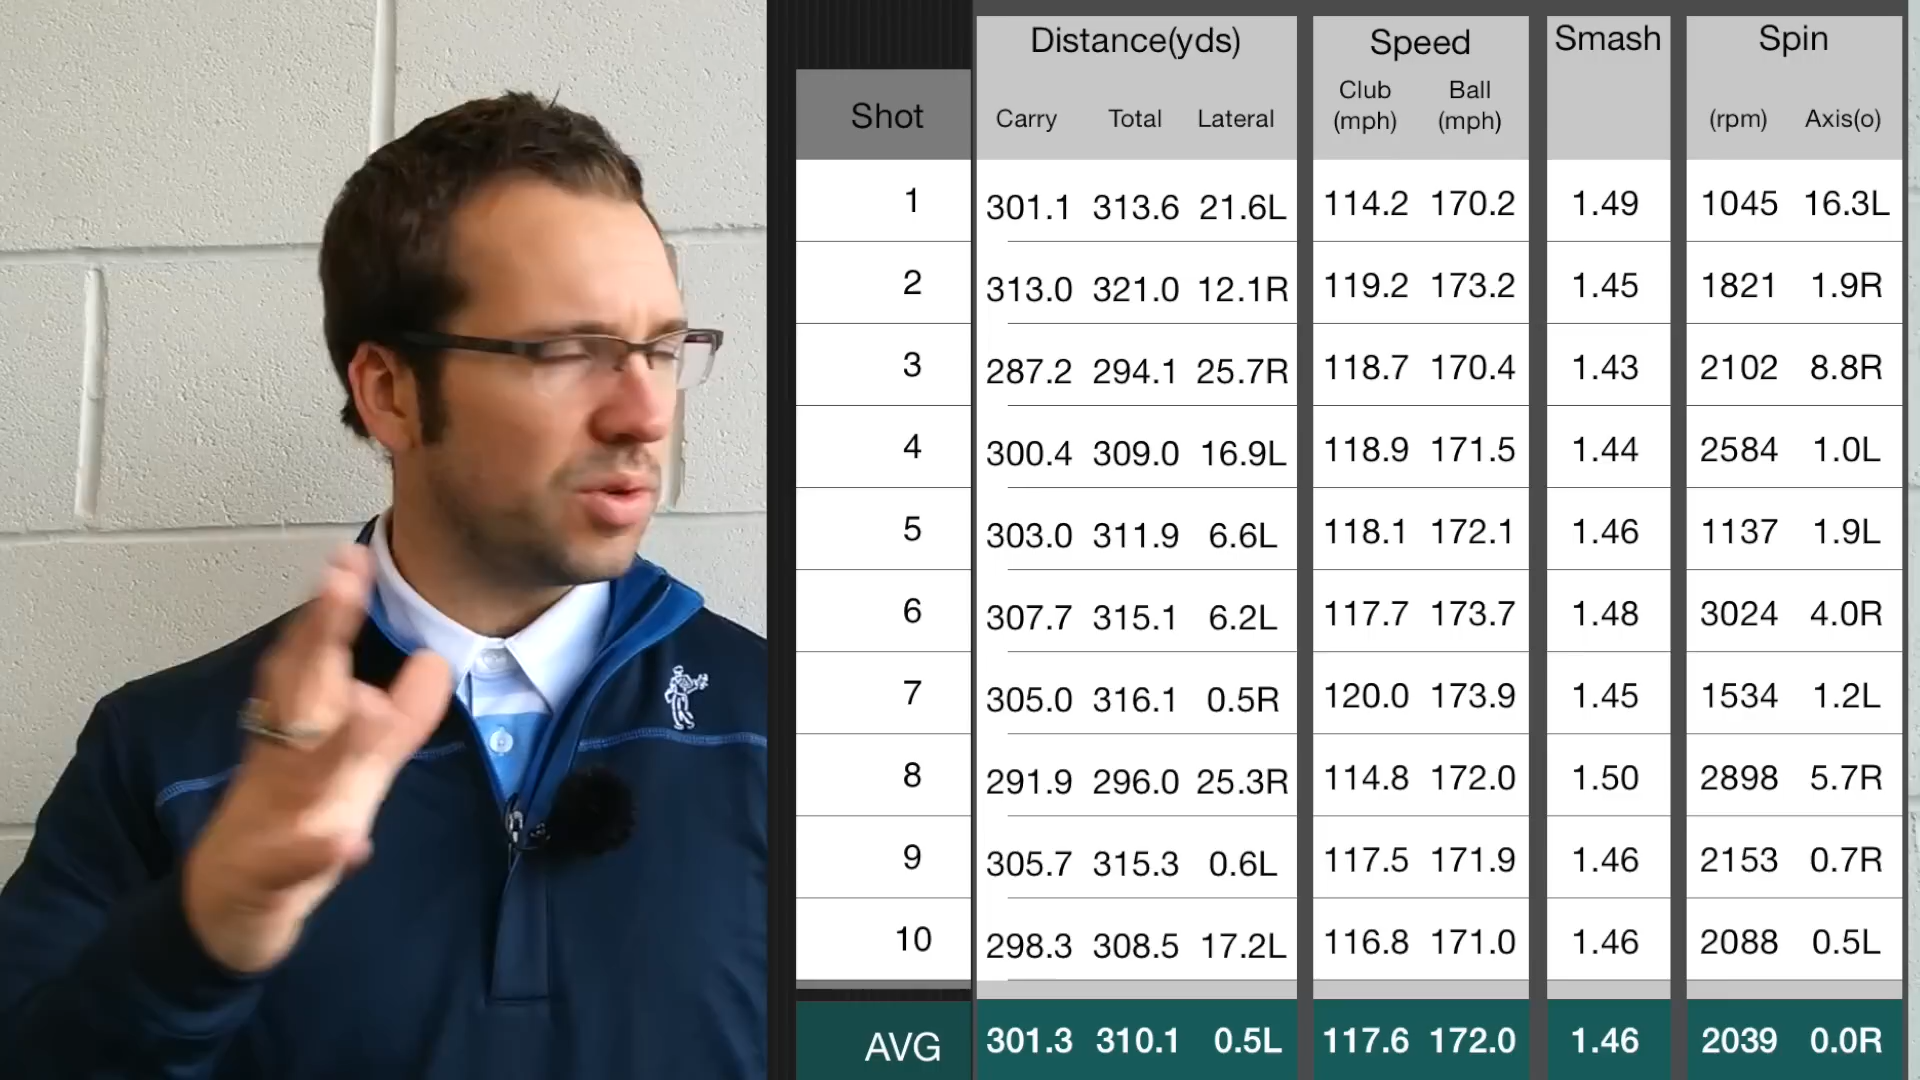 Distance(yds) Speed Smash Spin
Club Ball
Shot Carry Total Lateral (mph) (mph) (rpm) Axis(o)
1 301.1 313.6 21.6L 114.2 170.2 1.49 1045 16.3L
2 313.0 321.0 12.1R 119.2 173.2 1.45 1821 1.9R
3 287.2 294.1 25.7R 118.7 170.4 1.43 2102 8.8R
4 300.4 309.0 16.9L 118.9 171.5 1.44 2584 1.0L
5 303.0 311.9 6.6L 118.1 172.1 1.46 1137 1.9L
6 307.7 315.1 6.2L 117.7 173.7 1.48 3024 4.0R
7 305.0 316.1 0.5R 120.0 173.9 1.45 1534 1.2L
8 291.9 296.0 25.3R 114.8 172.0 1.50 2898 5.7R
9 305.7 315.3 0.6L 117.5 171.9 1.46 2153 0.7R
10 298.3 308.5 17.2L 116.8 171.0 1.46 2088 0.5L
AVG 301.3 310.1 0.5L 117.6 172.0 1.46 2039 0.0R